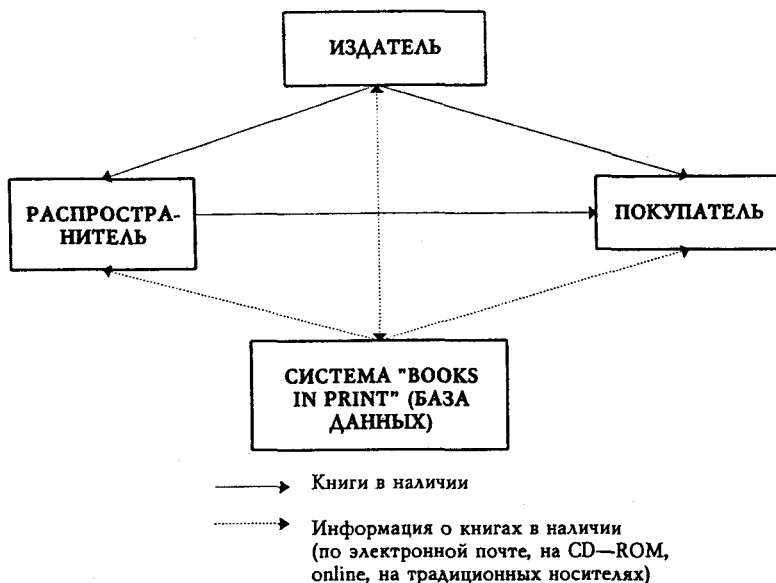 ИЗДАТЕЛЬ
РАСПРОСТРА-
НИТЕЛЬ
ПОКУПАТЕЛЬ
СИСТЕМА "BOOKS
IN PRINT" (БАЗА
ДАННЫХ)
Книги в наличии
Информация о книгах в наличии
(по электронной почте, на CD—ROM,
online, на традиционных носителях)